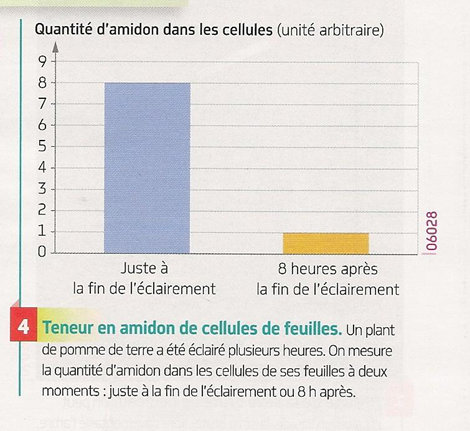 Quantité d'amidon dans les cellules (unité arbitraire)
9
8
7
6
5
4
3
2
1
0
Juste à
la fin de l'éclairement
8 heures après
la fin de l'éclairement
06028
4 Teneur en amidon de cellules de feuilles. Un plant
de pomme de terre a été éclairé plusieurs heures. On mesure
la quantité d'amidon dans les cellules de ses feuilles à deux
moments : juste à la fin de l'éclairement ou 8 h après.